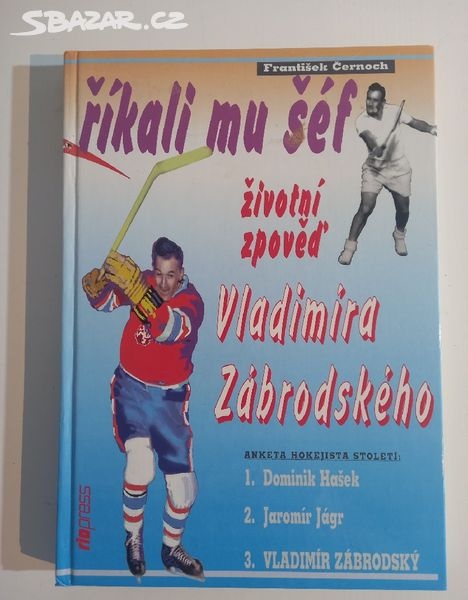 SBAZAR.CZ
František Černoch
říkali mu šéf
životní
zpověď
Vladimíra
Zábrodského
ANKETA HOKEJISTA STOLETÍ:
1. Dominik Hašek
2. Jaromír Jágr
3. VLADIMÍR ZÁBRODSKÝ
riopress